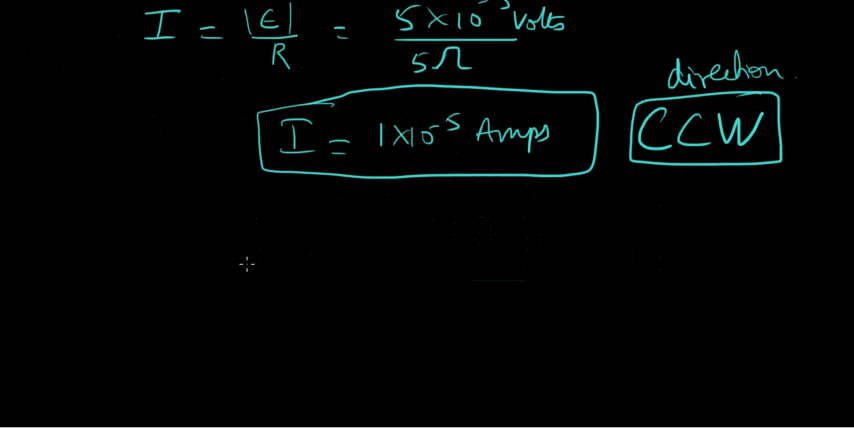 I = |ε|/R = 5 × 10⁻⁵ Volts / 5Ω
direction
I = 1×10⁻⁵ Amps CCW